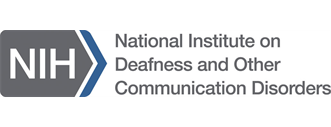 NIH
National Institute on
Deafness and Other
Communication Disorders